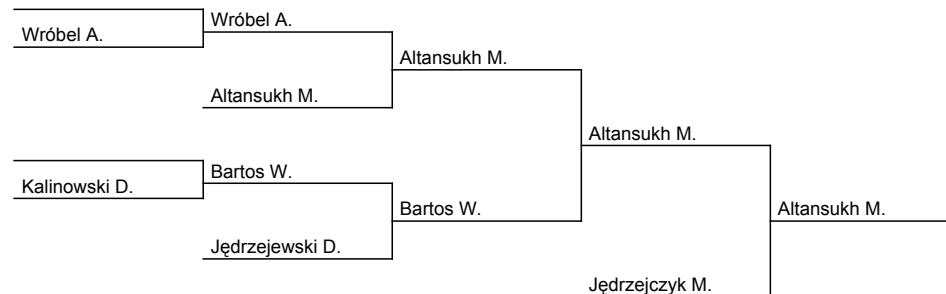 Wróbel A.
Wróbel A.
Altansukh M.
Altansukh M.
Altansukh M.
Kalinowski D.
Bartos W.
Bartos W.
Altansukh M.
Jędrzejewski D.
Jędrzejczyk M.